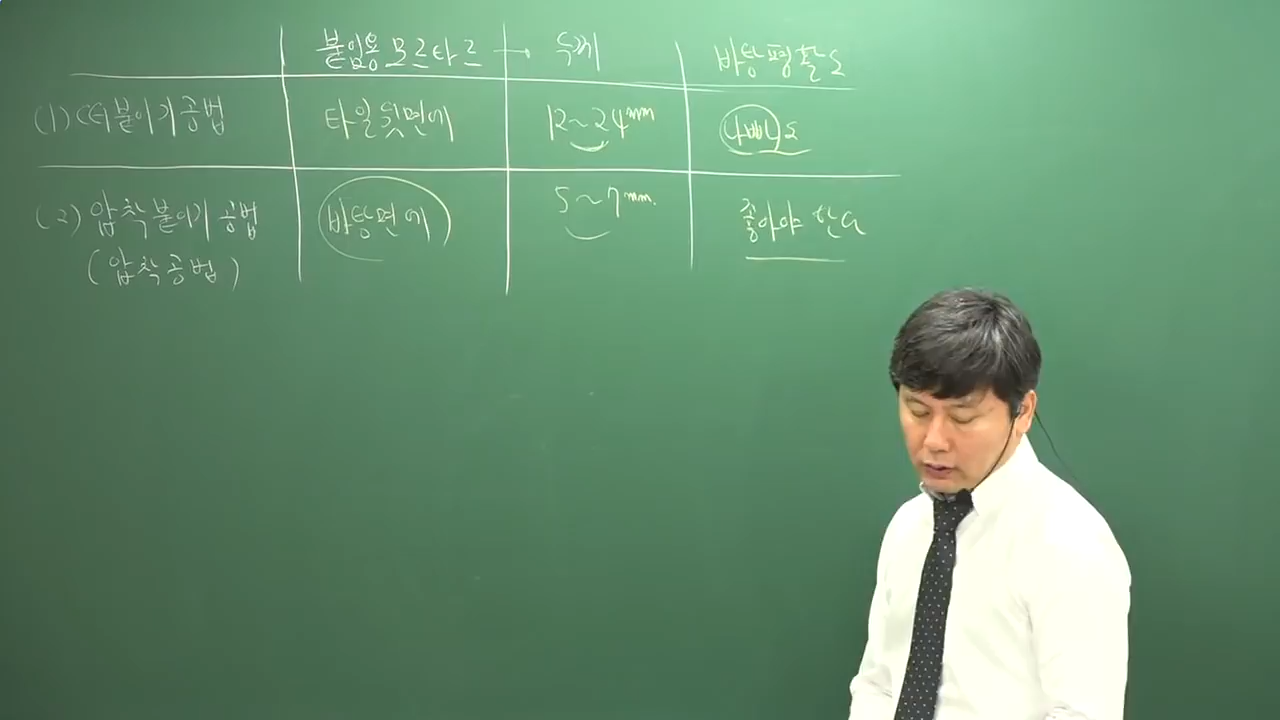 붙임용 모르타르 → 두께 바탕평활도
(1) 떠붙이기공법 타일뒷면에 12~24mm 나빠도
(2) 압착붙이기 공법 바탕면에 5~7mm. 좋아야 한다
(압착공법)